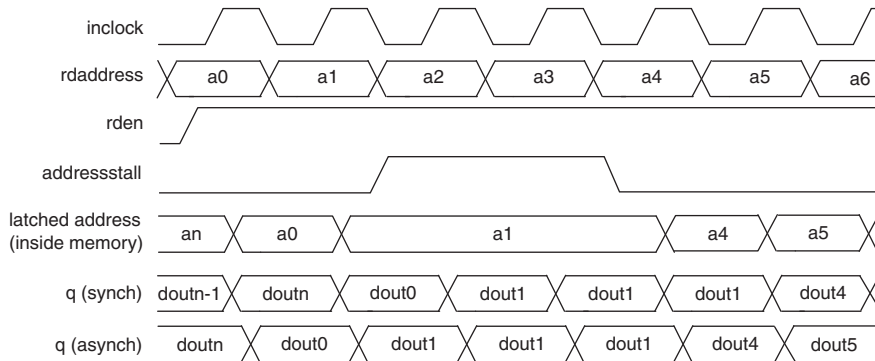 inclock
rdaddress a0 a1 a2 a3 a4 a5 a6
rden
addressstall
latched address
(inside memory) an a0 a1 a4 a5
q (synch) doutn-1 doutn dout0 dout1 dout1 dout1 dout4
q (asynch) doutn dout0 dout1 dout1 dout1 dout4 dout5